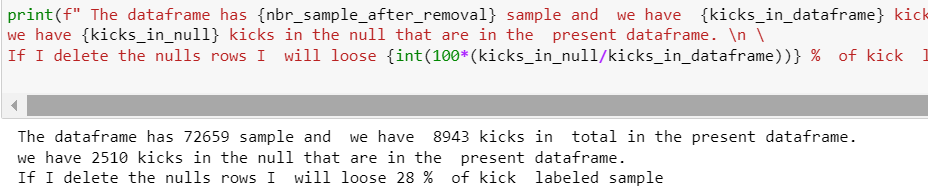 print(f" The dataframe has {nbr_sample_after_removal} sample and  we have  {kicks_in_dataframe} kick
we have {kicks_in_null} kicks in the null that are in the  present dataframe. \n \
If I delete the nulls rows I  will loose {int(100*(kicks_in_null/kicks_in_dataframe))} %  of kick  l
The dataframe has 72659 sample and  we have  8943 kicks in  total in the present dataframe.
we have 2510 kicks in the null that are in the  present dataframe.
If I delete the nulls rows I  will loose 28 %  of kick  labeled sample